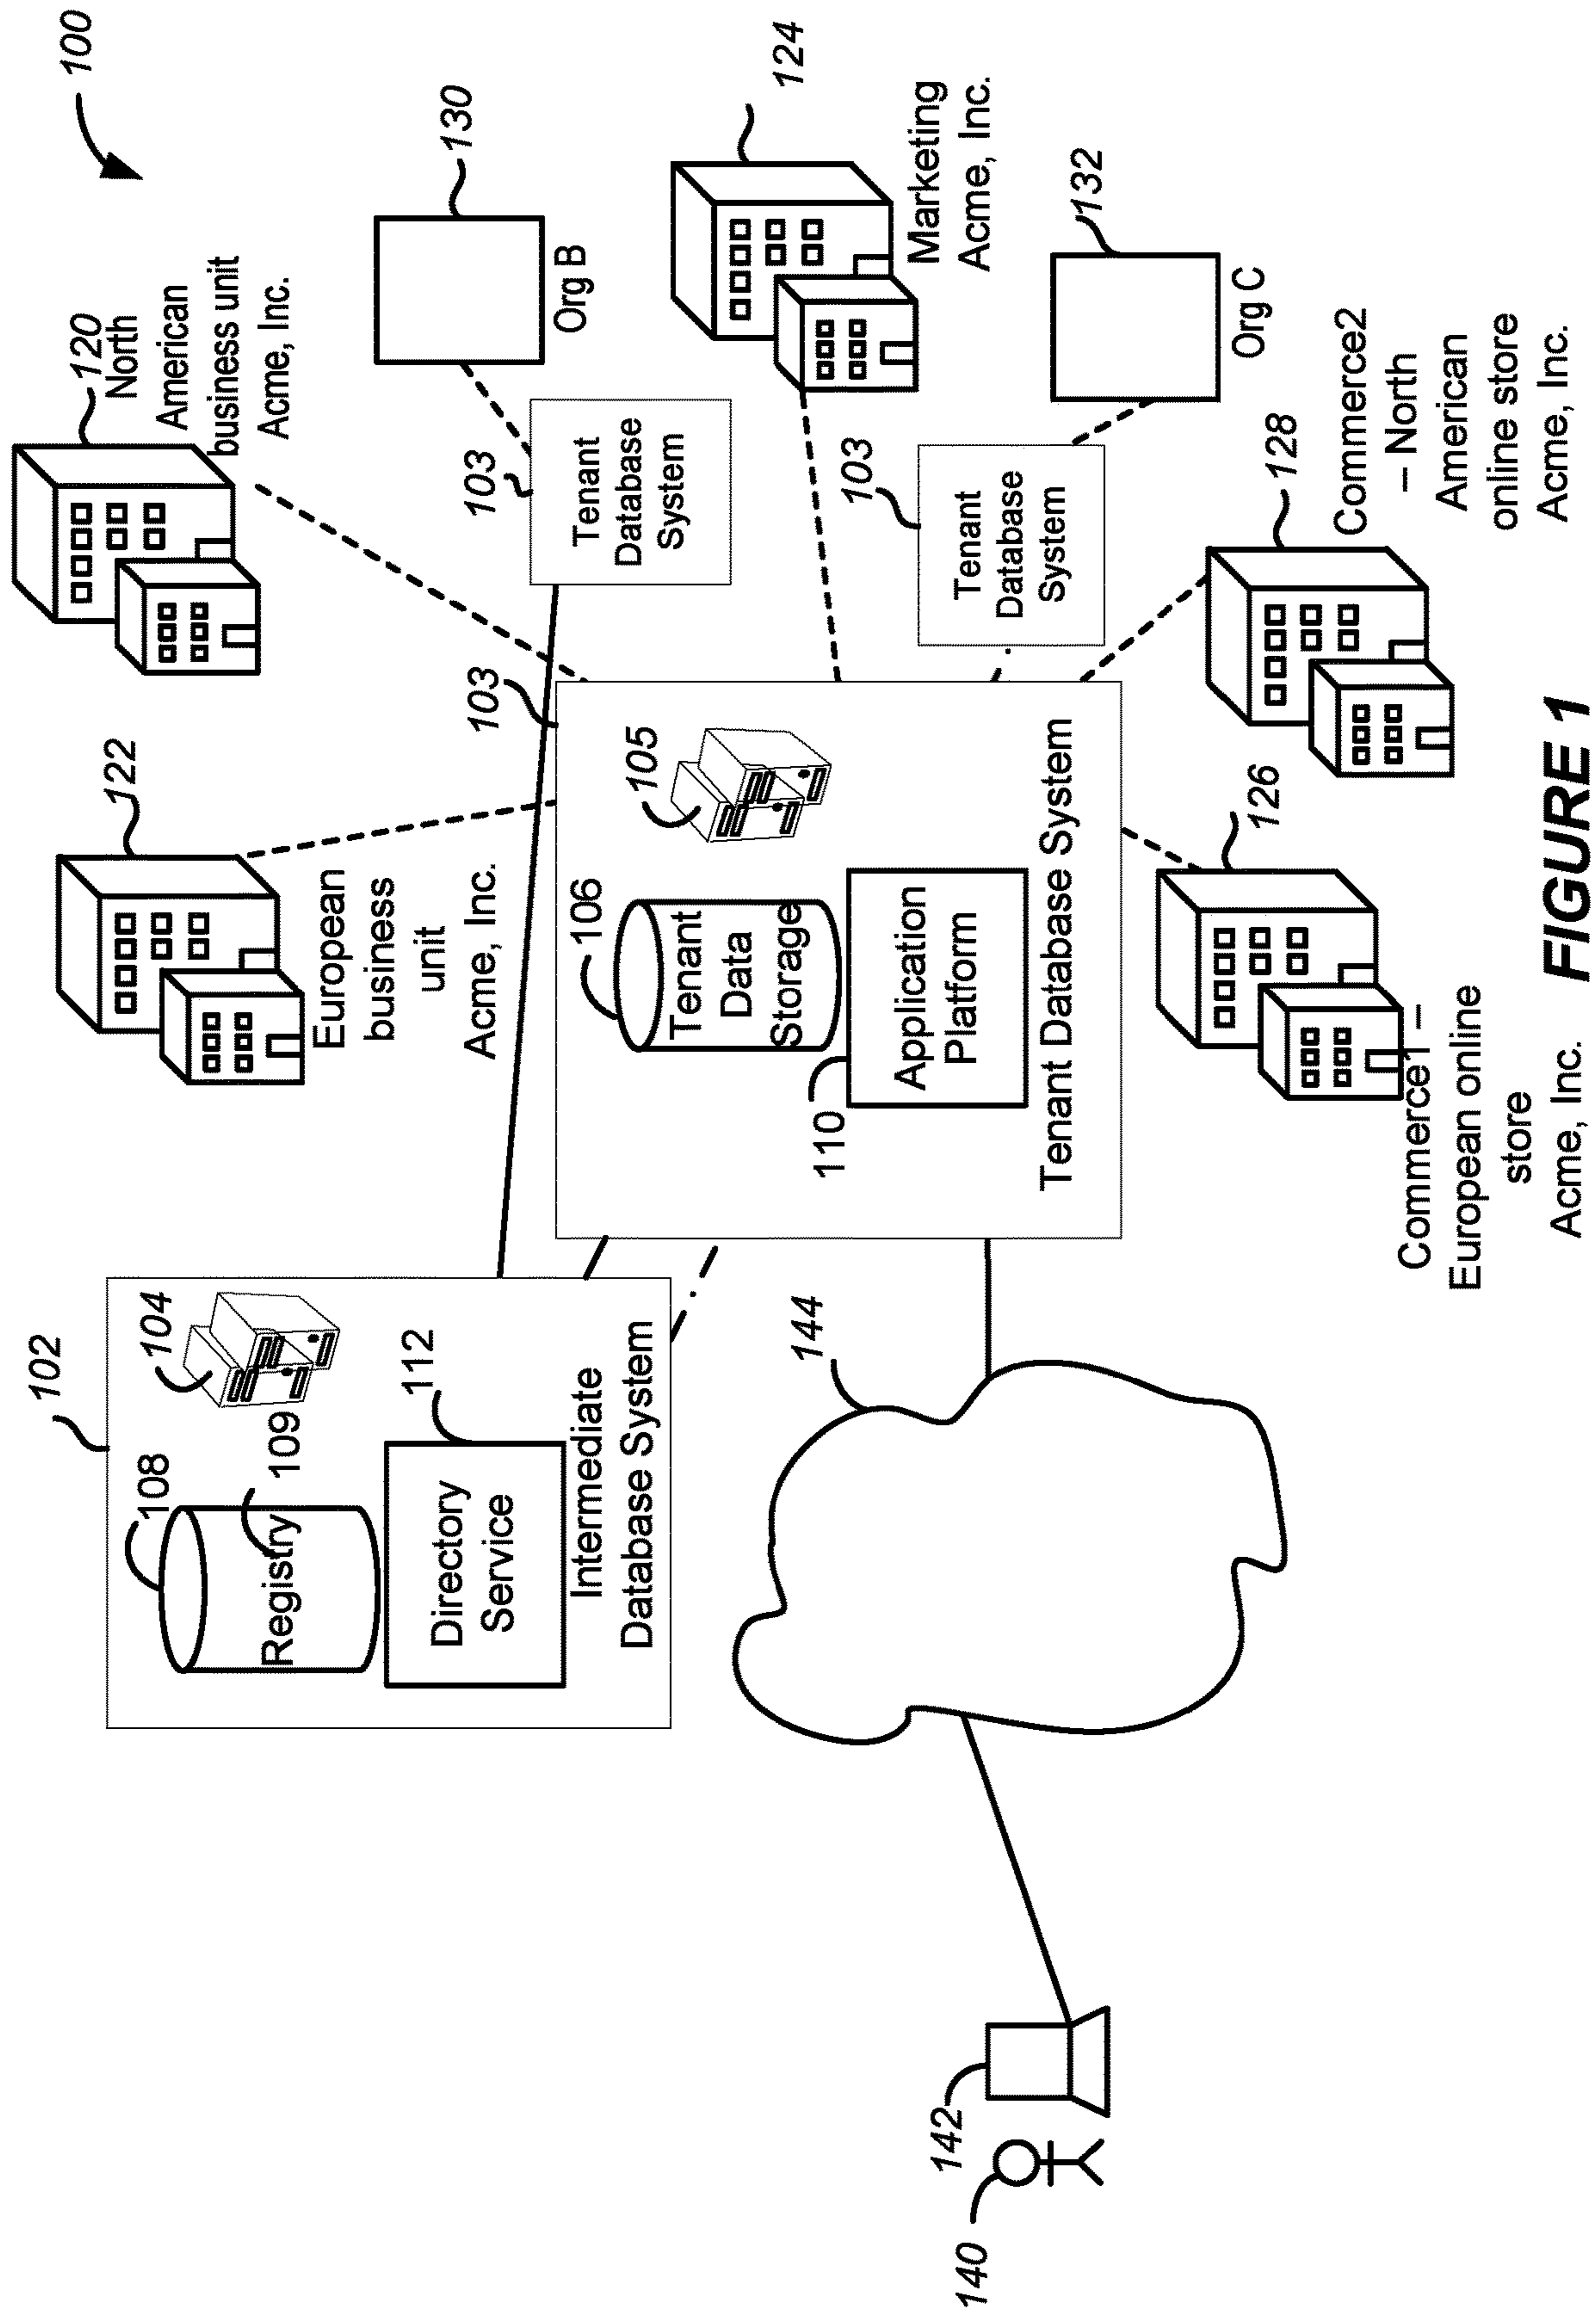 100
120
North
American
business unit
Acme, Inc.
122
European
business
unit
Acme, Inc.
130
Org B
103
Tenant
Database
System
124
Marketing
Acme, Inc.
132
Org C
103
Tenant
Database
System
102
108
109
104
Registry
112
Directory
Service
Intermediate
Database System
103
105
106
Tenant
Data
Storage
110
Application
Platform
Tenant Database System
128
Commerce2
– North
American
online store
Acme, Inc.
126
Commerce1 –
European online
store
Acme, Inc.
144
142
140
FIGURE 1